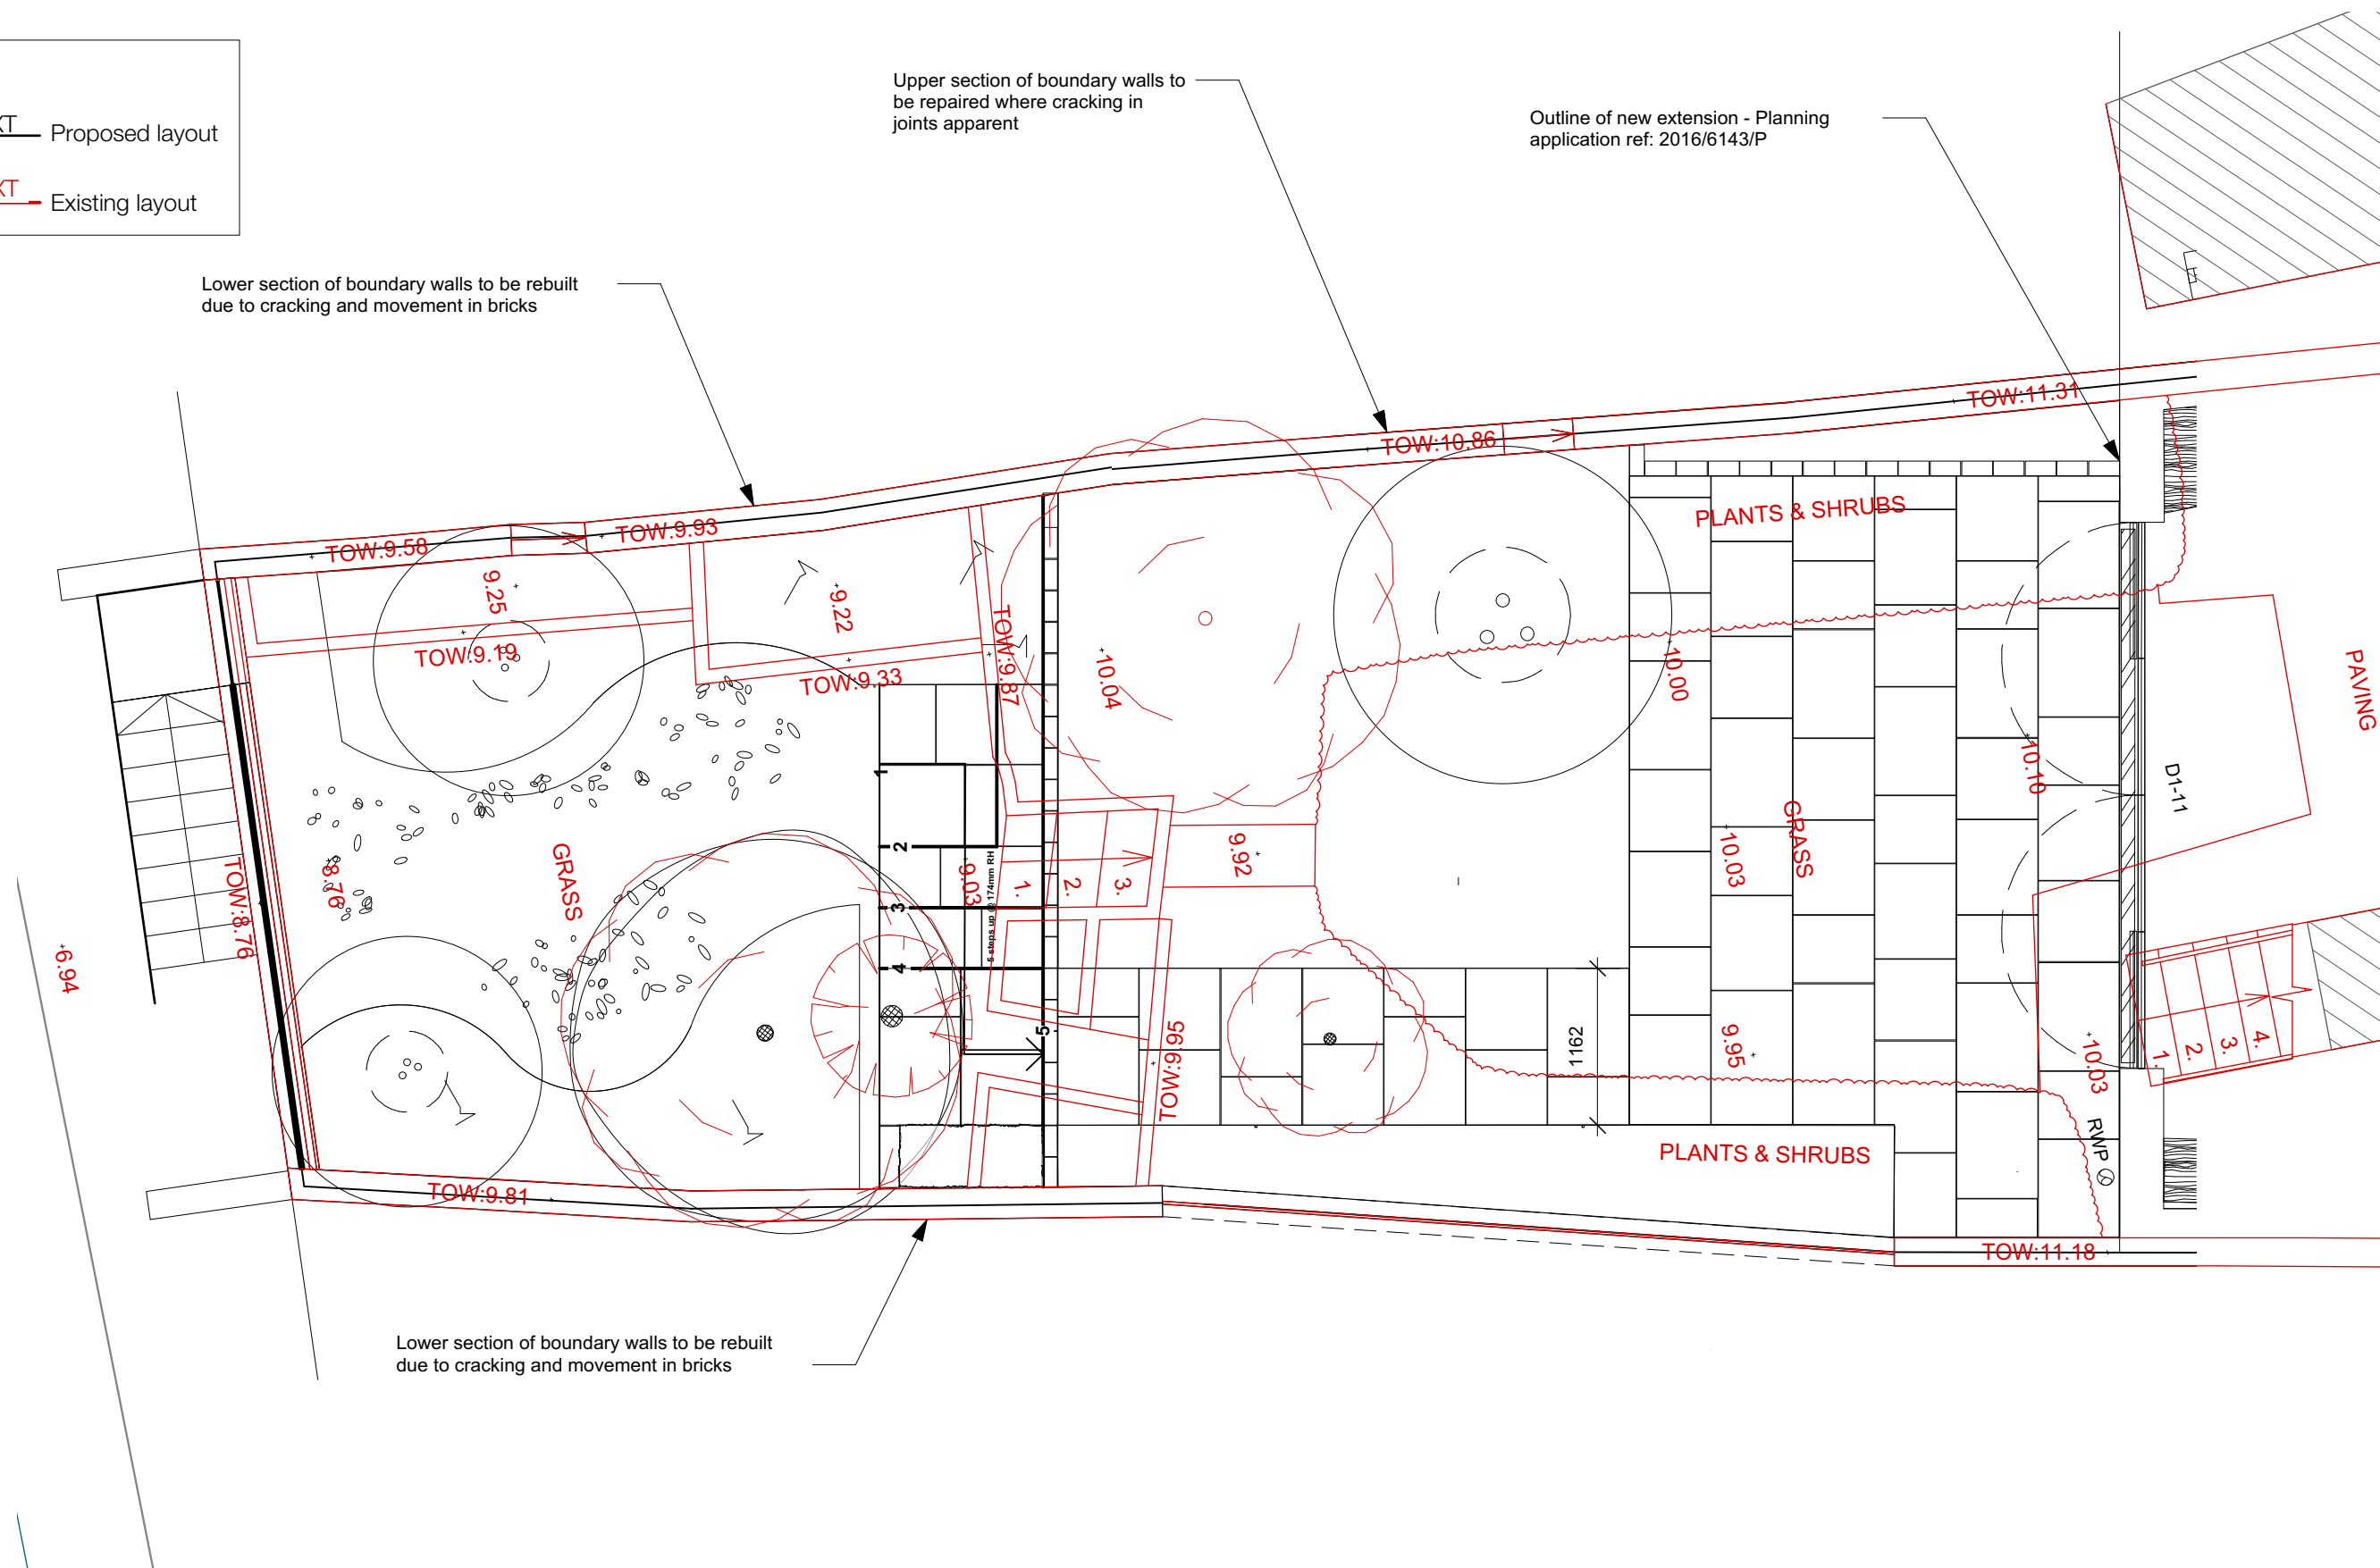 Upper section of boundary walls to
be repaired where cracking in
joints apparent
Outline of new extension - Planning
application ref: 2016/6143/P
XT
Proposed layout
XT
Existing layout
Lower section of boundary walls to be rebuilt
due to cracking and movement in bricks
TOW:11.31
TOW:10.86
PLANTS & SHRUBS
TOW:9.93
TOW:9.58
9.25
9.22
TOW:9.19
TOW:9.33
TOW:9.87
10.04
10.00
PAVING
10.10
D1-11
1
2
3
4
5
5 steps up @ 174mm RH
9.03
1.
2.
3.
9.92
10.03
GRASS
GRASS
8.76
TOW:8.76
6.94
TOW:9.95
1162
9.95
10.03
1.
2.
3.
4.
RWP
PLANTS & SHRUBS
TOW:9.81
TOW:11.18
Lower section of boundary walls to be rebuilt
due to cracking and movement in bricks